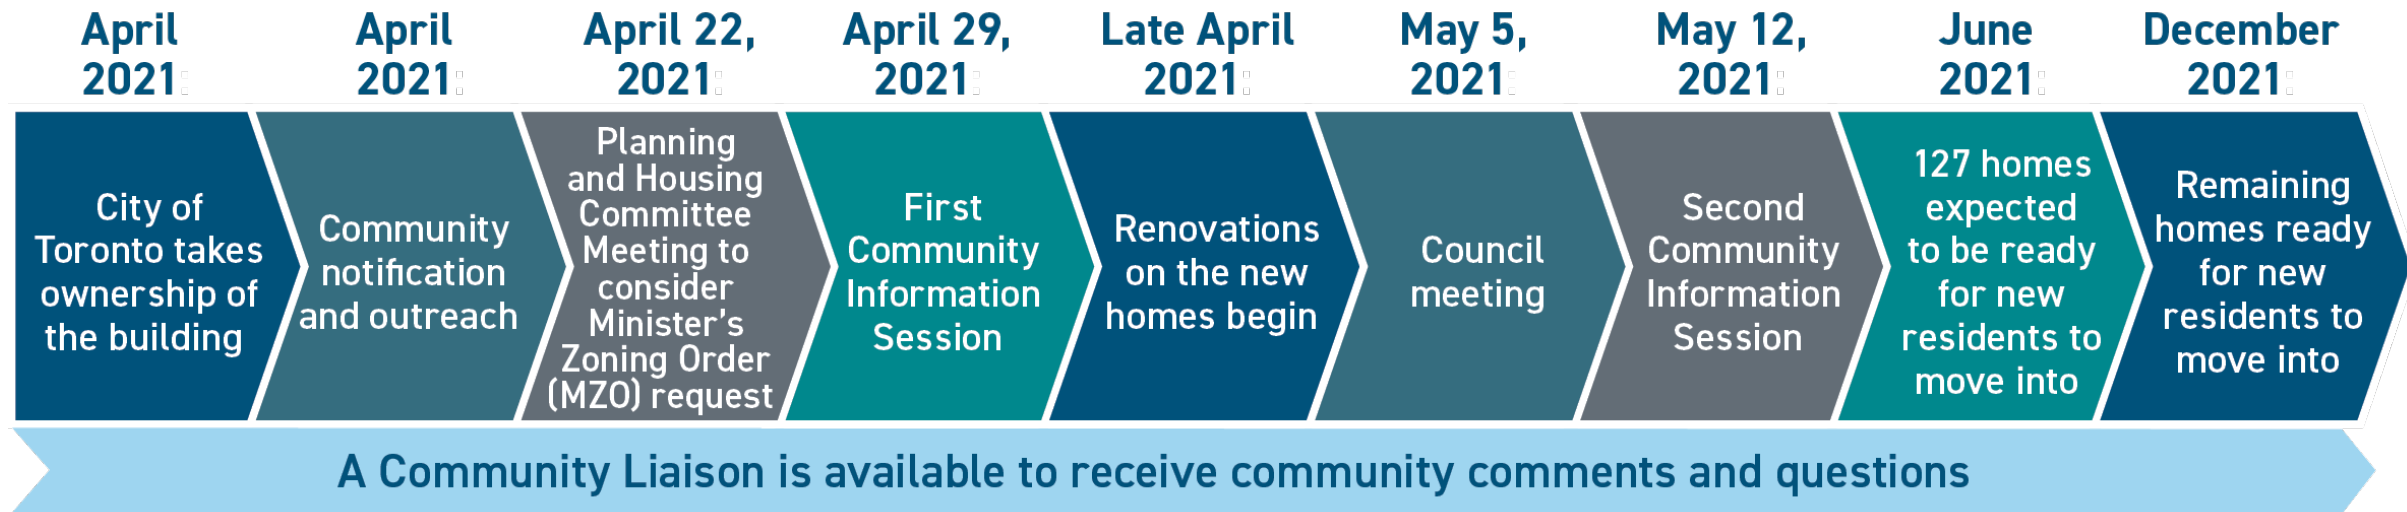 April
2021:
April
2021:
April 22,
2021:
April 29,
2021:
Late April
2021:
May 5,
2021:
May 12,
2021:
June
2021:
December
2021:
City of
Toronto takes
ownership of
the building
Community
notification
and outreach
Planning
and Housing
Committee
Meeting to
consider
Minister’s
Zoning Order
(MZO) request
First
Community
Information
Session
Renovations
on the new
homes begin
Council
meeting
Second
Community
Information
Session
127 homes
expected
to be ready
for new
residents to
move into
Remaining
homes ready
for new
residents to
move into
A Community Liaison is available to receive community comments and questions